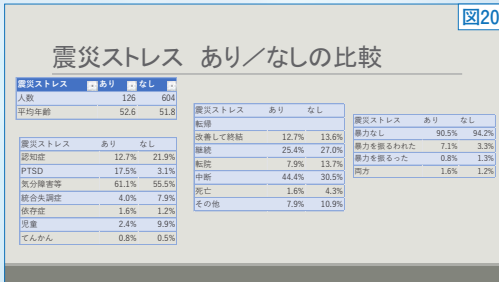 図20
震災ストレス あり／なしの比較
震災ストレス あり なし
人数 126 604
平均年齢 52.6 51.8
震災ストレス あり なし
認知症 12.7% 21.9%
PTSD 17.5% 3.1%
気分障害等 61.1% 55.5%
統合失調症 4.0% 7.9%
依存症 1.6% 1.2%
児童 2.4% 9.9%
てんかん 0.8% 0.5%
震災ストレス あり なし
転帰
改善して終結 12.7% 13.6%
継続 25.4% 27.0%
転院 7.9% 13.7%
中断 44.4% 30.5%
死亡 1.6% 4.3%
その他 7.9% 10.9%
震災ストレス あり なし
暴力なし 90.5% 94.2%
暴力を振るわれた 7.1% 3.3%
暴力を振るった 0.8% 1.3%
両方 1.6% 1.2%